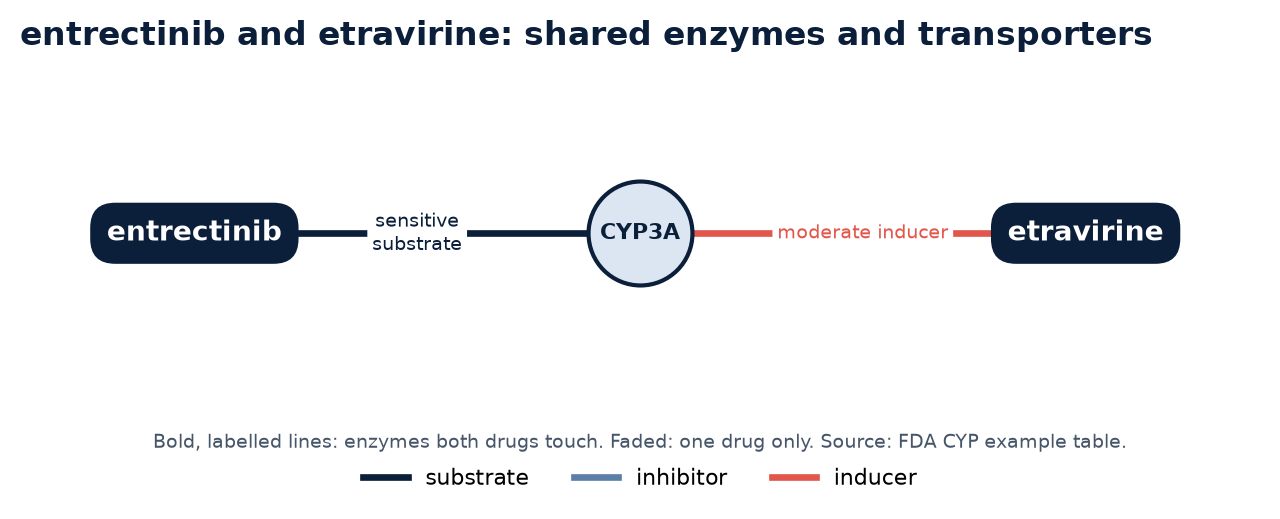 entrectinib and etravirine: shared enzymes and transporters
entrectinib
sensitive
substrate
CYP3A
moderate inducer
etravirine
Bold, labelled lines: enzymes both drugs touch. Faded: one drug only. Source: FDA CYP example table.
substrate
inhibitor
inducer